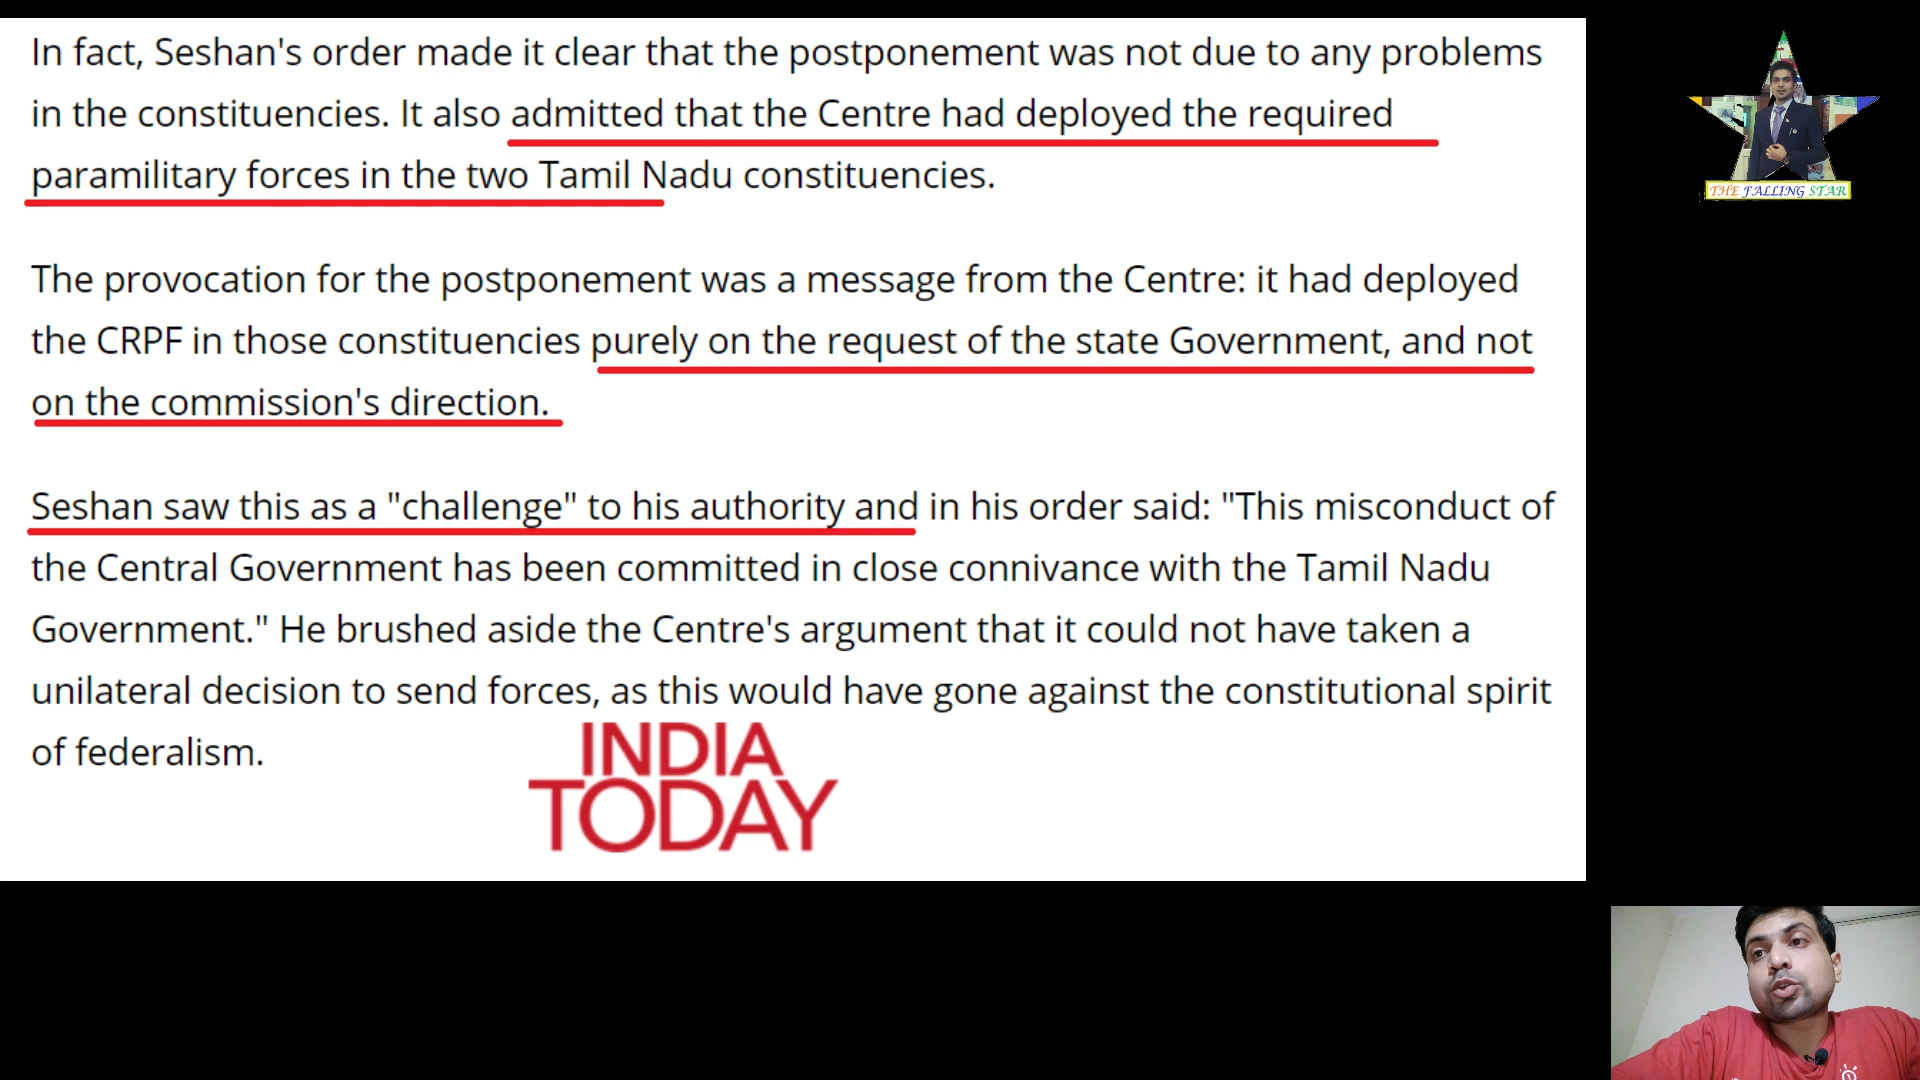 In fact, Seshan's order made it clear that the postponement was not due to any problems
in the constituencies. It also admitted that the Centre had deployed the required
paramilitary forces in the two Tamil Nadu constituencies.
The provocation for the postponement was a message from the Centre: it had deployed
the CRPF in those constituencies purely on the request of the state Government, and not
on the commission's direction.
Seshan saw this as a "challenge" to his authority and in his order said: "This misconduct of
the Central Government has been committed in close connivance with the Tamil Nadu
Government." He brushed aside the Centre's argument that it could not have taken a
unilateral decision to send forces, as this would have gone against the constitutional spirit
of federalism.
INDIA
TODAY
THE FALLING STAR